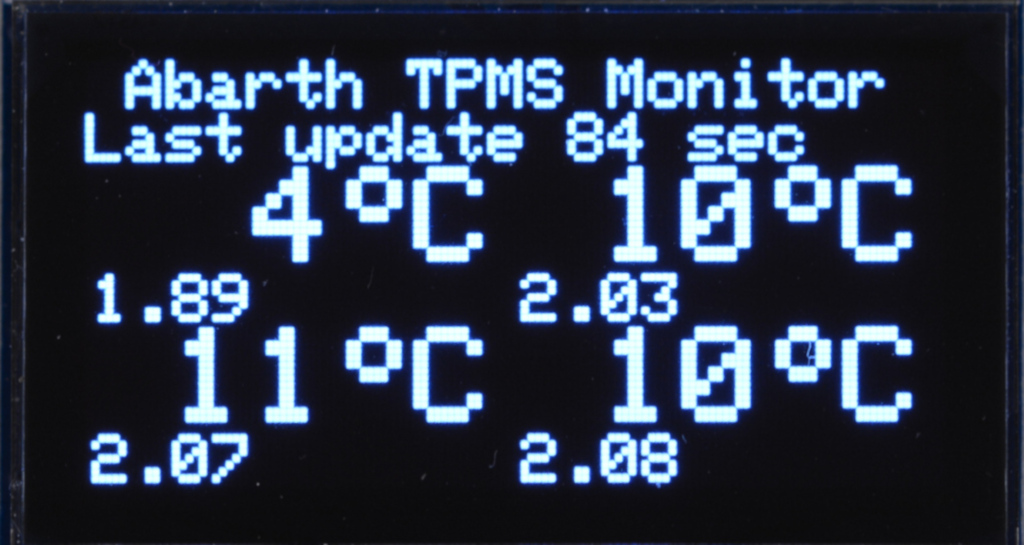 Abarth TPMS Monitor
Last update 84 sec
4°C 10°C
1.89 2.03
11°C 10°C
2.07 2.08